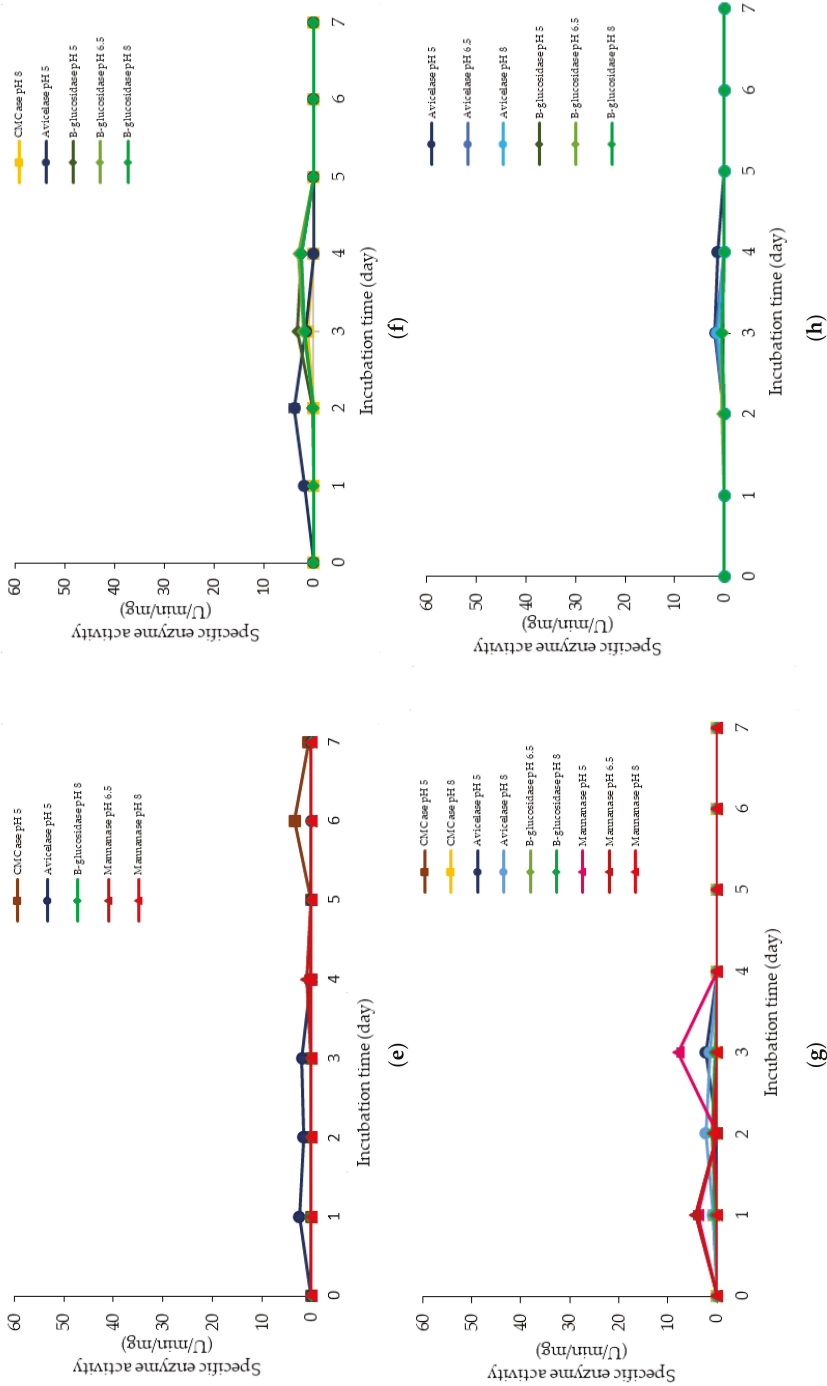 60
50
40
30
20
10
0
Specific enzyme activity
(U/min/mg)
0 1 2 3 4 5 6 7
Incubation time (day)
CMCase pH 5
Avicelase pH 5
B-glucosidase pH 8
Mannanase pH 6.5
Mannanase pH 8
(e)
60
50
40
30
20
10
0
Specific enzyme activity
(U/min/mg)
0 1 2 3 4 5 6 7
Incubation time (day)
CMCase pH 8
Avicelase pH 5
B-glucosidase pH 5
B-glucosidase pH 6.5
B-glucosidase pH 8
(f)
60
50
40
30
20
10
0
Specific enzyme activity
(U/min/mg)
0 1 2 3 4 5 6 7
Incubation time (day)
CMCase pH 5
CMCase pH 8
Avicelase pH 5
Avicelase pH 8
B-glucosidase pH 6.5
B-glucosidase pH 8
Mannanase pH 5
Mannanase pH 6.5
Mannanase pH 8
(g)
60
50
40
30
20
10
0
Specific enzyme activity
(U/min/mg)
0 1 2 3 4 5 6 7
Incubation time (day)
Avicelase pH 5
Avicelase pH 6.5
Avicelase pH 8
B-glucosidase pH 5
B-glucosidase pH 6.5
B-glucosidase pH 8
(h)